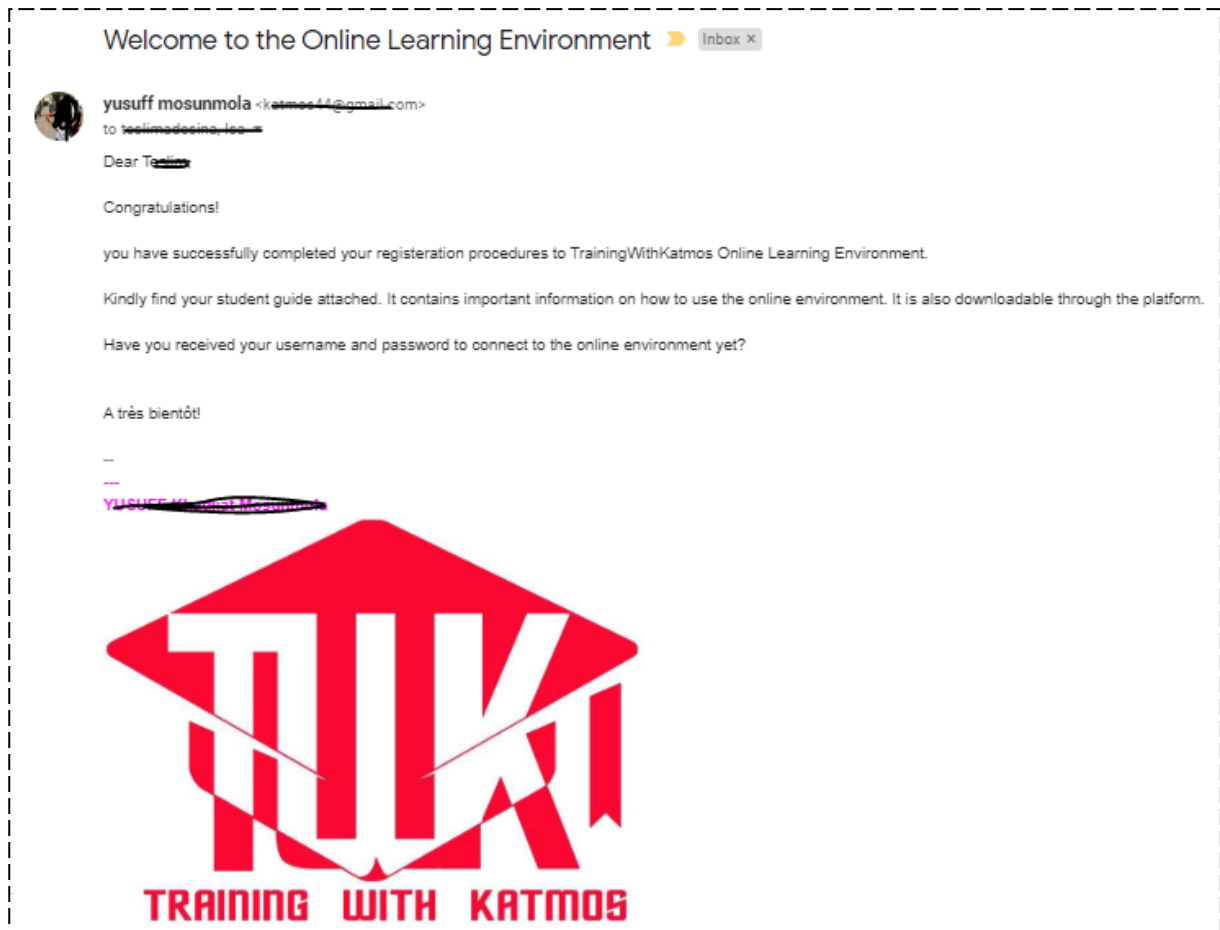 Welcome to the Online Learning Environment Inbox ×
yusuff mosunmola
to
Dear
Congratulations!
you have successfully completed your registeration procedures to TrainingWithKatmos Online Learning Environment.
Kindly find your student guide attached. It contains important information on how to use the online environment. It is also downloadable through the platform.
Have you received your username and password to connect to the online environment yet?
A très bientôt!
--
---
TWK
TRAINING WITH KATMOS